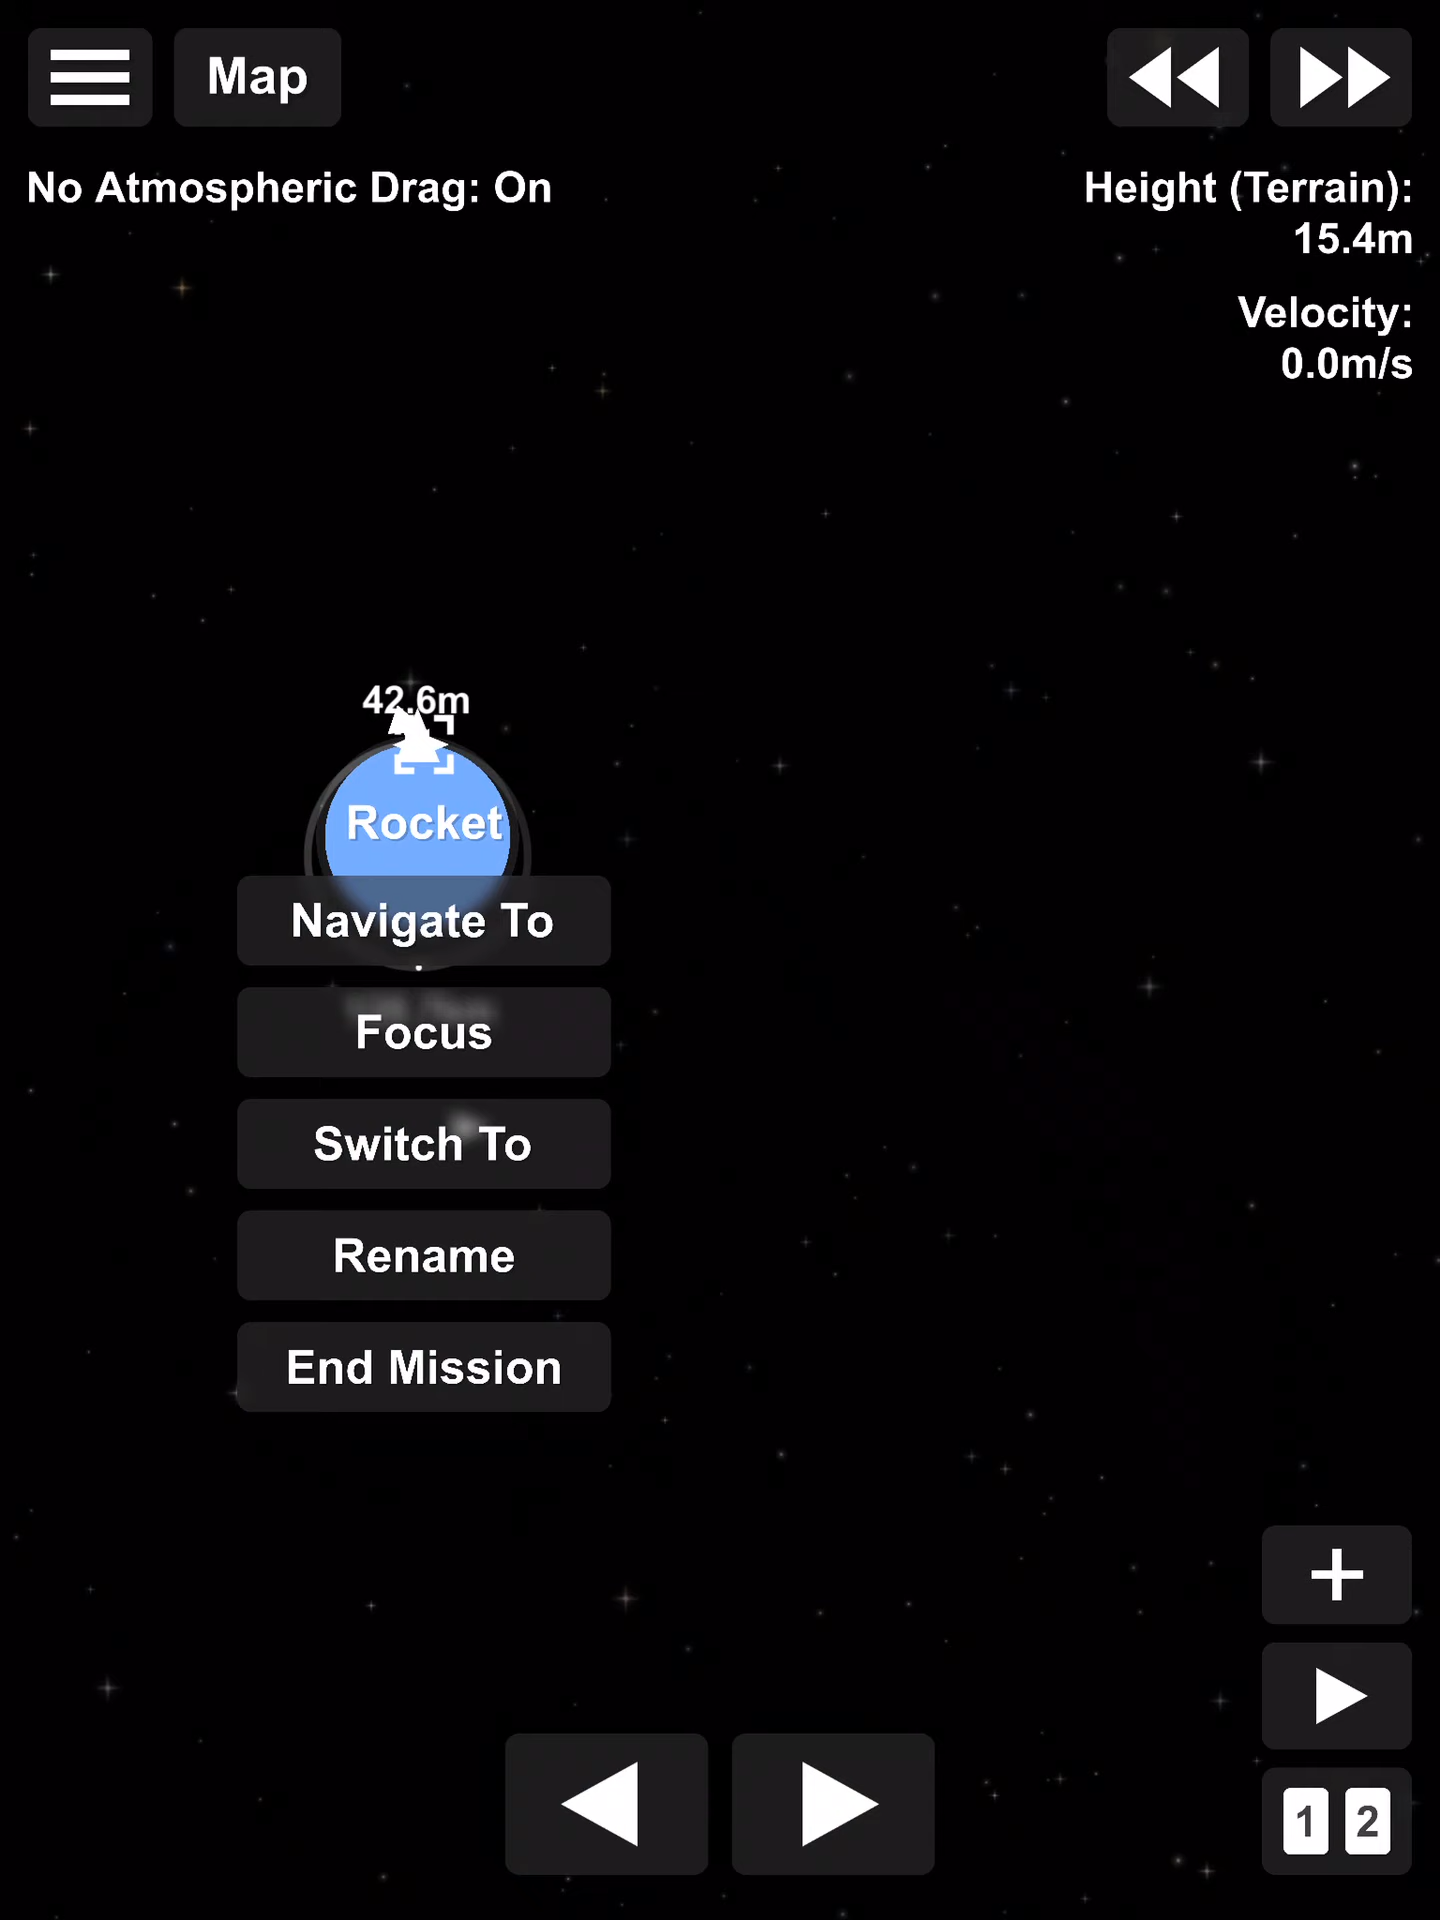 Map
No Atmospheric Drag: On
Height (Terrain):
15.4m
Velocity:
0.0m/s
42.6m
Rocket
Navigate To
Focus
Switch To
Rename
End Mission
1 2